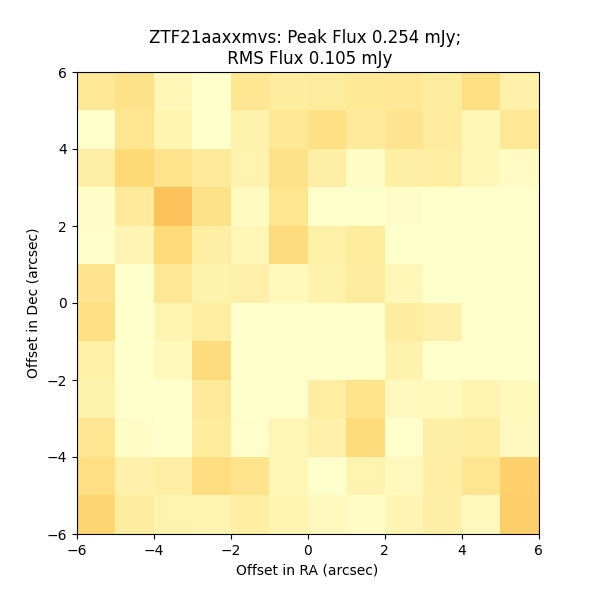 ZTF21aaxxmvs: Peak Flux 0.254 mJy;
RMS Flux 0.105 mJy
6
4
2
0
−2
−4
−6
Offset in Dec (arcsec)
−6 −4 −2 0 2 4 6
Offset in RA (arcsec)